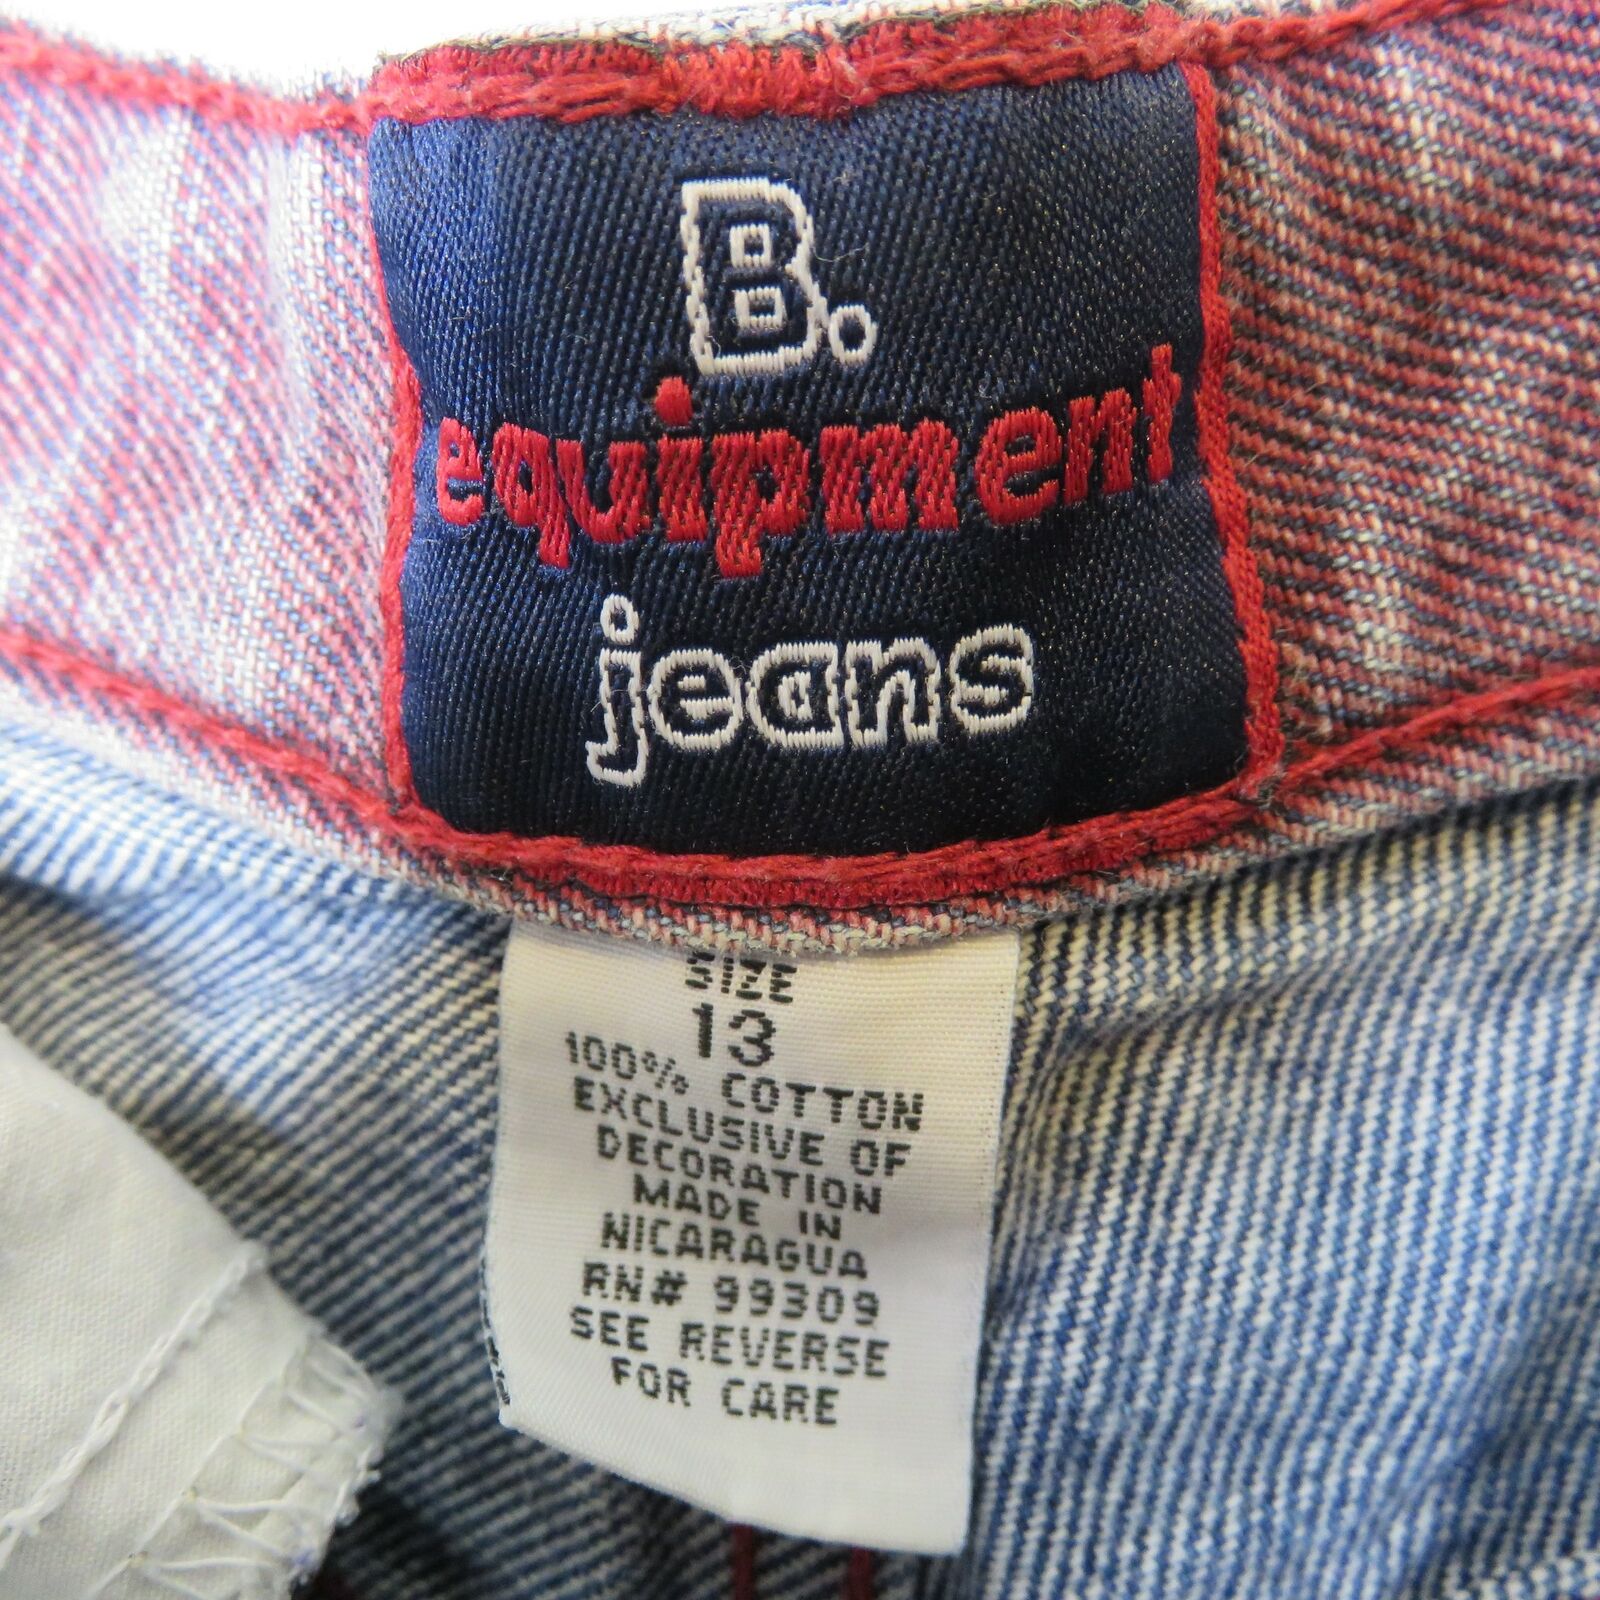 B.
equipment
jeans
SIZE
13
100% COTTON
EXCLUSIVE OF
DECORATION
MADE IN
NICARAGUA
RN# 99309
SEE REVERSE
FOR CARE